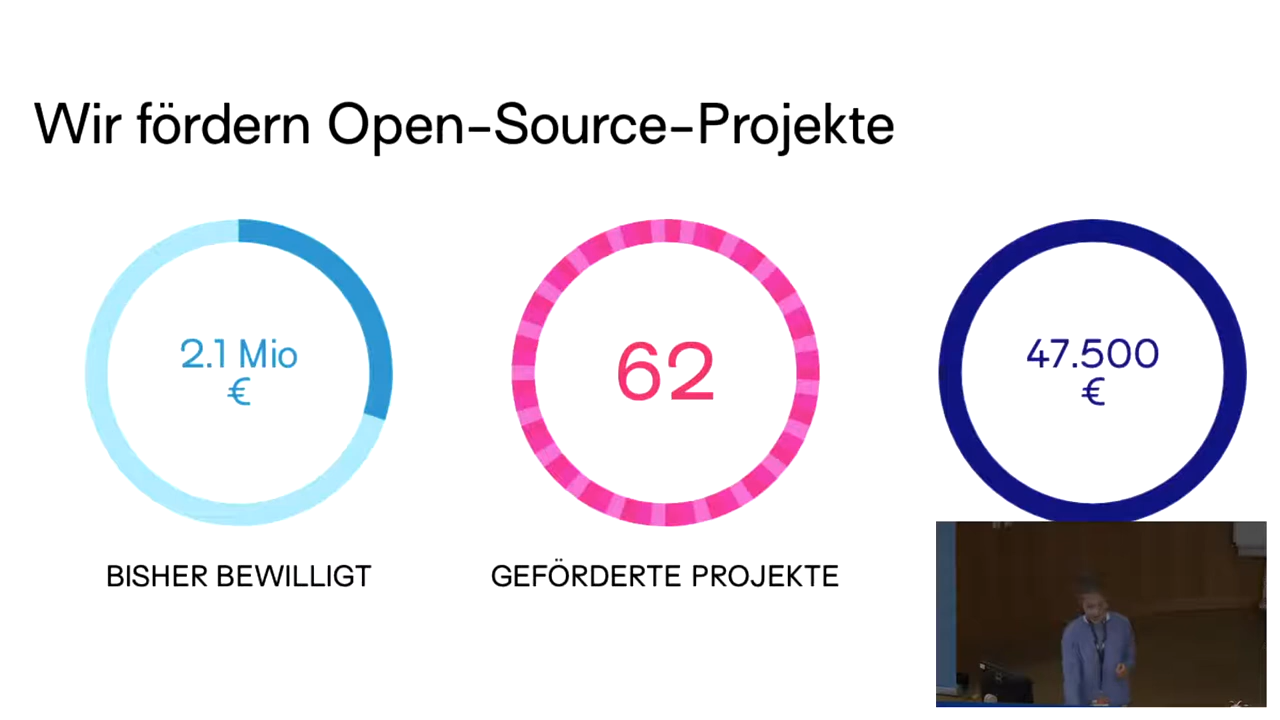 Wir fördern Open-Source-Projekte
2.1 Mio
€
62
47.500
€
BISHER BEWILLIGT
GEFÖRDERTE PROJEKTE